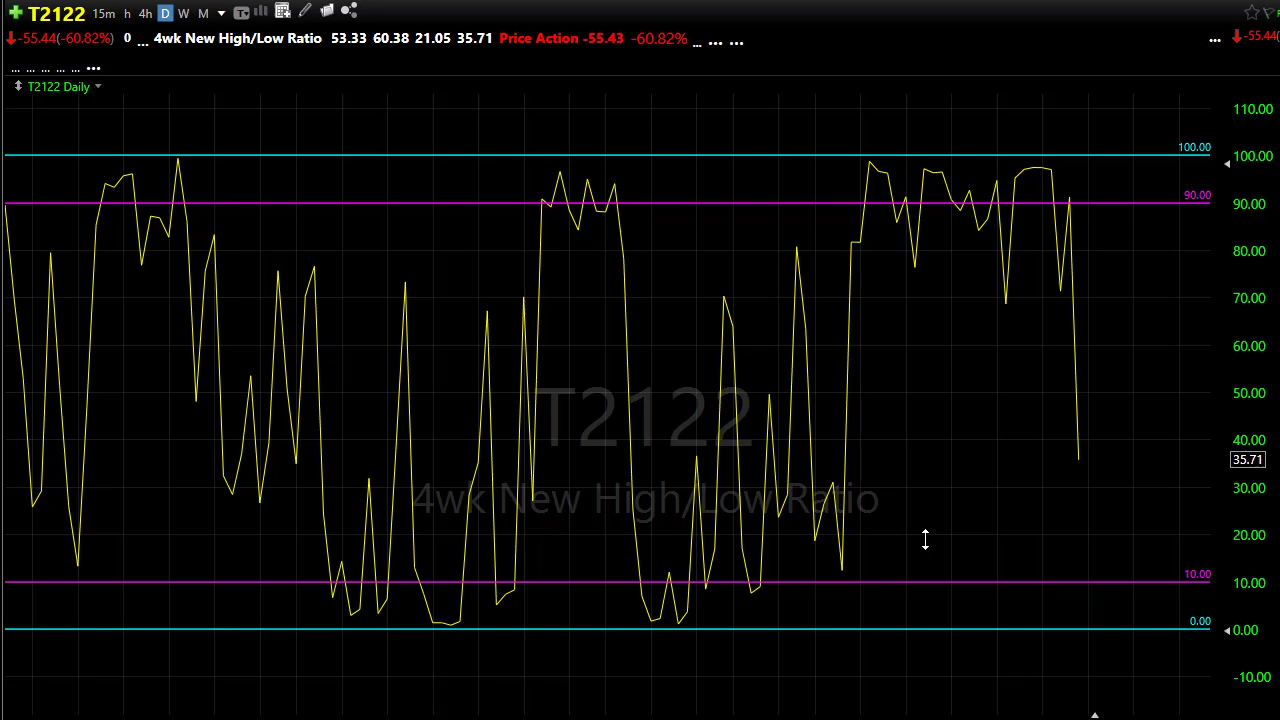 T2122 15m h 4h D W M
-55.44(-60.82%) 0 ... 4wk New High/Low Ratio 53.33 60.38 21.05 35.71 Price Action -55.43 -60.82% ... ... ... ... -55.44(
... ... ... ... ... ...
T2122 Daily
110.00
100.00 100.00
90.00 90.00
80.00
70.00
60.00
50.00
T2122
40.00
35.71
30.00
4wk New High/Low Ratio
20.00
10.00 10.00
0.00 0.00
-10.00